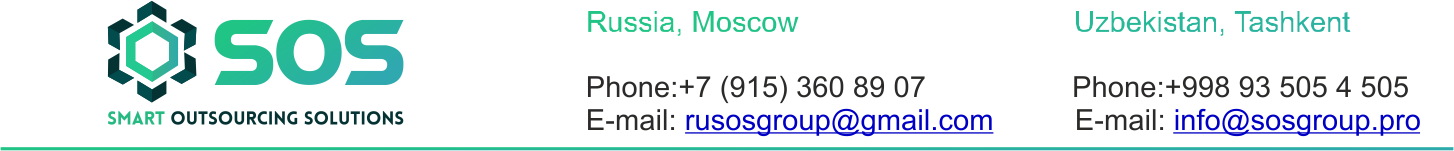 SOS
SMART OUTSOURCING SOLUTIONS
Russia, Moscow
Phone:+7 (915) 360 89 07
E-mail: rusosgroup@gmail.com
Uzbekistan, Tashkent
Phone:+998 93 505 4 505
E-mail: info@sosgroup.pro